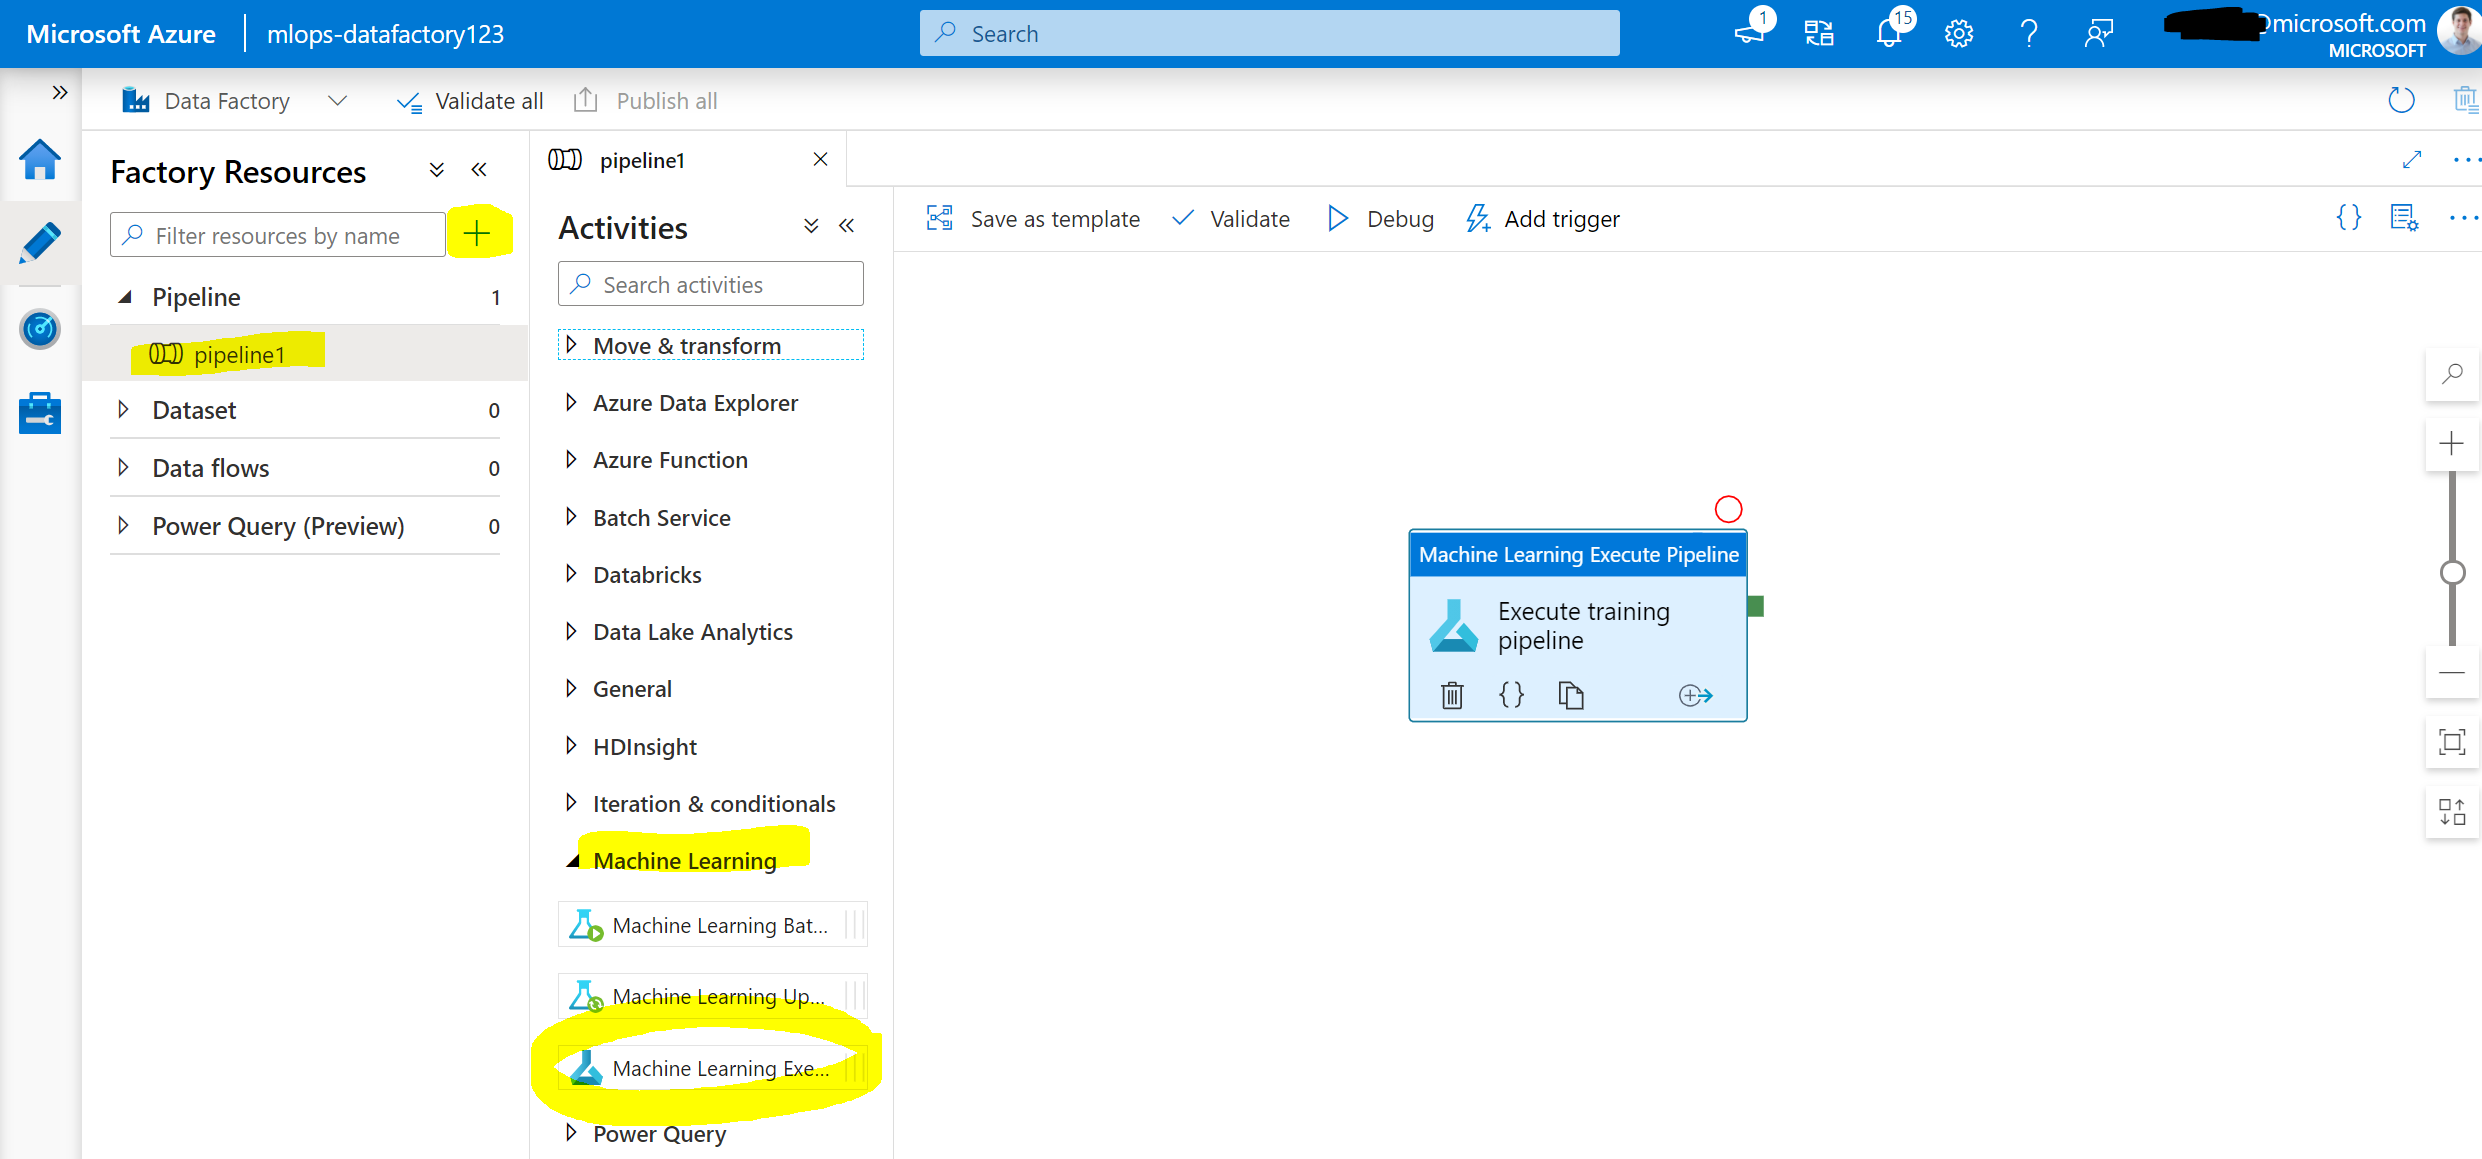 Microsoft Azure
mlops-datafactory123
Search
1
15
microsoft.com
MICROSOFT
Data Factory
Validate all
Publish all
Factory Resources
Filter resources by name
Pipeline 1
pipeline1
Dataset 0
Data flows 0
Power Query (Preview) 0
pipeline1
Activities
Search activities
Move & transform
Azure Data Explorer
Azure Function
Batch Service
Databricks
Data Lake Analytics
General
HDInsight
Iteration & conditionals
Machine Learning
Machine Learning Bat...
Machine Learning Up...
Machine Learning Exe...
Power Query
Save as template
Validate
Debug
Add trigger
Machine Learning Execute Pipeline
Execute training
pipeline